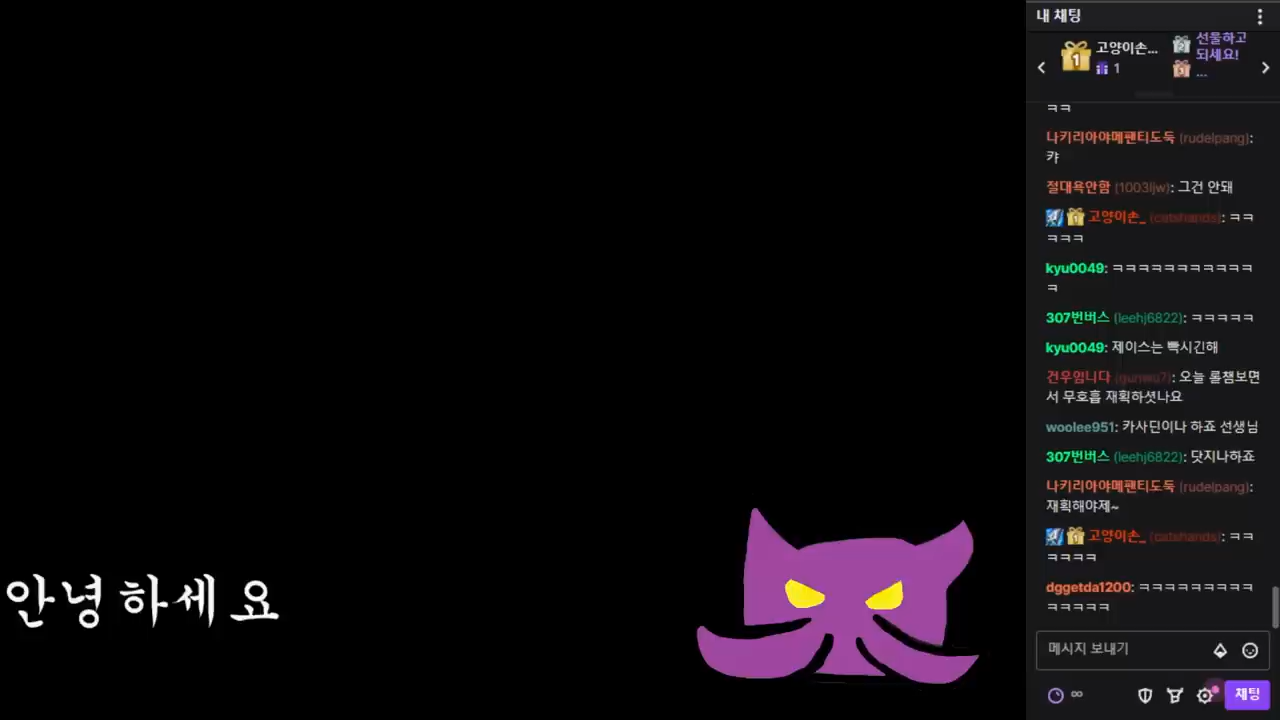 내 채팅
고양이손...
1
1
선물하고
되세요!
2
3
...
ㅋㅋ
나키리아야메팬티도둑 (rudelpang):
캬
절대욕안함 (1003ljw): 그건 안돼
고양이손_ (catshands): ㅋㅋ
ㅋㅋㅋ
kyu0049: ㅋㅋㅋㅋㅋㅋㅋㅋㅋㅋㅋ
ㅋ
307번버스 (leehj6822): ㅋㅋㅋㅋㅋ
kyu0049: 제이스는 빡시긴해
건우입니다 (gunwo7): 오늘 롤챔보면
서 무호흡 재획하셧나요
woolee951: 카사딘이나 하죠 선생님
307번버스 (leehj6822): 닷지나하죠
나키리아야메팬티도둑 (rudelpang):
재획해야제~
고양이손_ (catshands): ㅋㅋ
ㅋㅋㅋㅋ
dggetda1200: ㅋㅋㅋㅋㅋㅋㅋㅋㅋ
ㅋㅋㅋㅋㅋ
메시지 보내기
채팅
안녕하세요